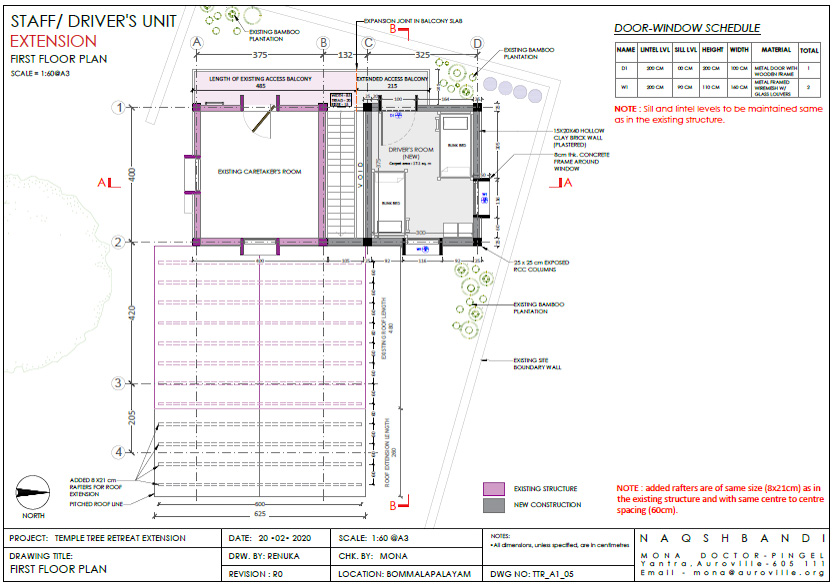 STAFF/ DRIVER'S UNIT
EXTENSION
FIRST FLOOR PLAN
SCALE = 1:60@A3
EXISTING BAMBOO
PLANTATION
EXPANSON JOINT IN BALCONY SLAB
B
EXISTING BAMBOO
PLANTATION
A
B
C
D
375
132
325
LENGTH OF EXISTING ACCESS BALCONY
485
EXTENDED ACCESS BALCONY
215
100
164
D1
1
EXISTING CARETAKER'S ROOM
VOID
DRIVER'S ROOM
(NEW)
BUNK BED
BUNK BED
300
15X20X40 HOLLOW
CLAY BRICK WALL
(PLASTERED)
8cm thk. CONCRETE
FRAME AROUND
WINDOW
A
A
400
2
W1
25 x 25 cm EXPOSED
RCC COLUMNS
EXISTING BAMBOO
PLANTATION
420
EXISTING ROOF LENGTH
480
EXISTING SITE
BOUNDARY WALL
3
205
ROOF EXTENSION LENGTH
260
4
ADDED 8 X21 cm
RAFTERS FOR ROOF
EXTENSION
PITCHED ROOF LINE
NORTH
600
625
B
EXISTING STRUCTURE
NEW CONSTRUCTION
DOOR-WINDOW SCHEDULE
NAME LINTEL LVL SILL LVL HEIGHT WIDTH MATERIAL TOTAL
D1 200 CM 00 CM 200 CM 100 CM METAL DOOR WITH WOODEN FRAME 1
W1 200 CM 90 CM 110 CM 160 CM METAL FRAMED WIREMESH W/ GLASS LOUVERS 2
NOTE : Sill and lintel levels to be maintained same
as in the existing structure.
NOTE : added rafters are of same size (8x21cm) as in
the existing structure and with same centre to centre
spacing (60cm).
PROJECT: TEMPLE TREE RETREAT EXTENSION
DRAWING TITLE:
FIRST FLOOR PLAN
DATE: 20 •02• 2020
DRW. BY: RENUKA
REVISION : R0
SCALE: 1:60 @A3
CHK. BY: MONA
LOCATION: BOMMALAPALAYAM
NOTES:
•All dimensions, unless specified, are in centimetres
DWG NO: TTR_A1_05
NAQSHBANDI
MONA DOCTOR-PINGEL
Yantra, Auroville-605 111
Email - mona@auroville.org